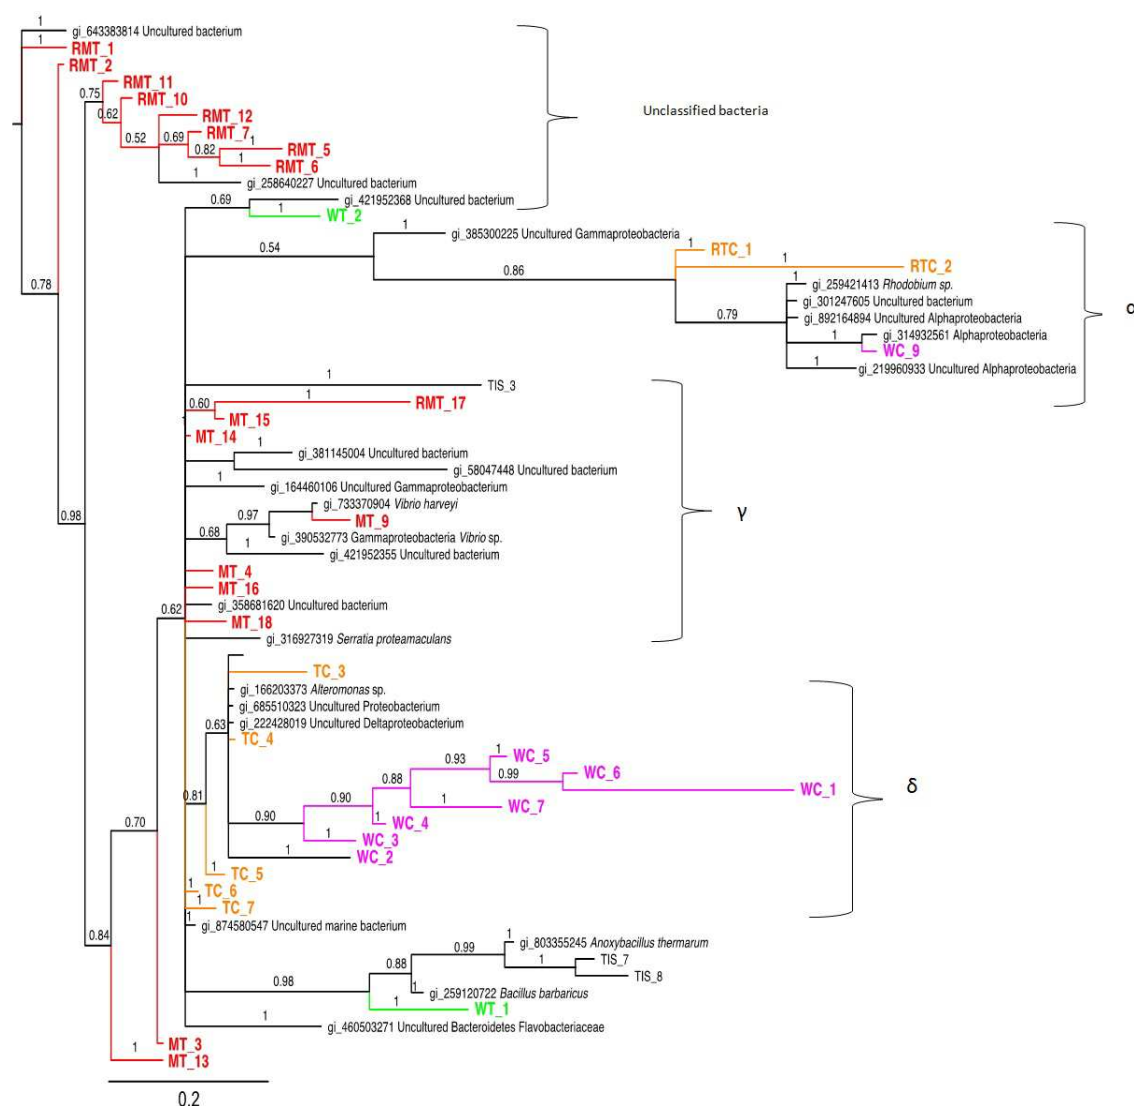 1
gi_643383814 Uncultured bacterium
1
RMT_1
RMT_2
0.75
RMT_11
0.62
RMT_10
RMT_12
0.52
0.69
RMT_7
0.82
1
RMT_5
1
RMT_6
1
gi_258640227 Uncultured bacterium
Unclassified bacteria
0.69
gi_421952368 Uncultured bacterium
1
WT_2
1
gi_385300225 Uncultured Gammaproteobacteria
0.54
1
RTC_1
0.86
1
RTC_2
0.78
1
gi_259421413 Rhodobium sp.
gi_301247605 Uncultured bacterium
0.79
gi_892164894 Uncultured Alphaproteobacteria
1
gi_314932561 Alphaproteobacteria
WC_9
1
gi_219960933 Uncultured Alphaproteobacteria
α
1
TIS_3
0.60
1
RMT_17
MT_15
MT_14
1
gi_381145004 Uncultured bacterium
gi_58047448 Uncultured bacterium
1
gi_164460106 Uncultured Gammaproteobacterium
gi_733370904 Vibrio harveyi
0.97
MT_9
0.98
0.68
gi_390532773 Gammaproteobacteria Vibrio sp.
1
gi_421952355 Uncultured bacterium
γ
MT_4
MT_16
0.62
gi_358681620 Uncultured bacterium
MT_18
gi_316927319 Serratia proteamaculans
TC_3
gi_166203373 Alteromonas sp.
gi_685510323 Uncultured Proteobacterium
0.63
gi_222428019 Uncultured Deltaproteobacterium
TC_4
0.93
1
WC_5
0.99
1
WC_6
WC_1
0.88
δ
0.81
0.90
1
WC_7
0.90
1
WC_4
0.70
1
WC_3
1
WC_2
1
TC_5
1
TC_6
1
TC_7
1
gi_874580547 Uncultured marine bacterium
0.84
1
gi_803355245 Anoxybacillus thermarum
0.99
1
TIS_7
0.88
TIS_8
0.98
1
gi_259120722 Bacillus barbaricus
1
WT_1
1
gi_460503271 Uncultured Bacteroidetes Flavobacteriaceae
MT_3
1
MT_13
0.2